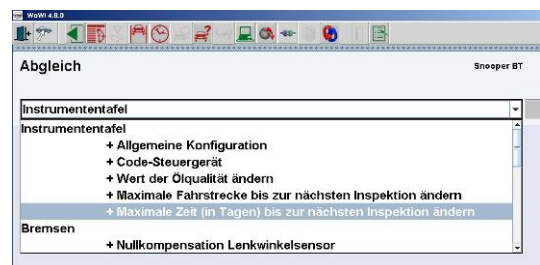 WoW! 4.8.0
Abgleich
Snooper BT
Instrumententafel
Instrumententafel
+ Allgemeine Konfiguration
+ Code-Steuergerät
+ Wert der Ölqualität ändern
+ Maximale Fahrstrecke bis zur nächsten Inspektion ändern
+ Maximale Zeit (in Tagen) bis zur nächsten Inspektion ändern
Bremsen
+ Nullkompensation Lenkwinkelsensor